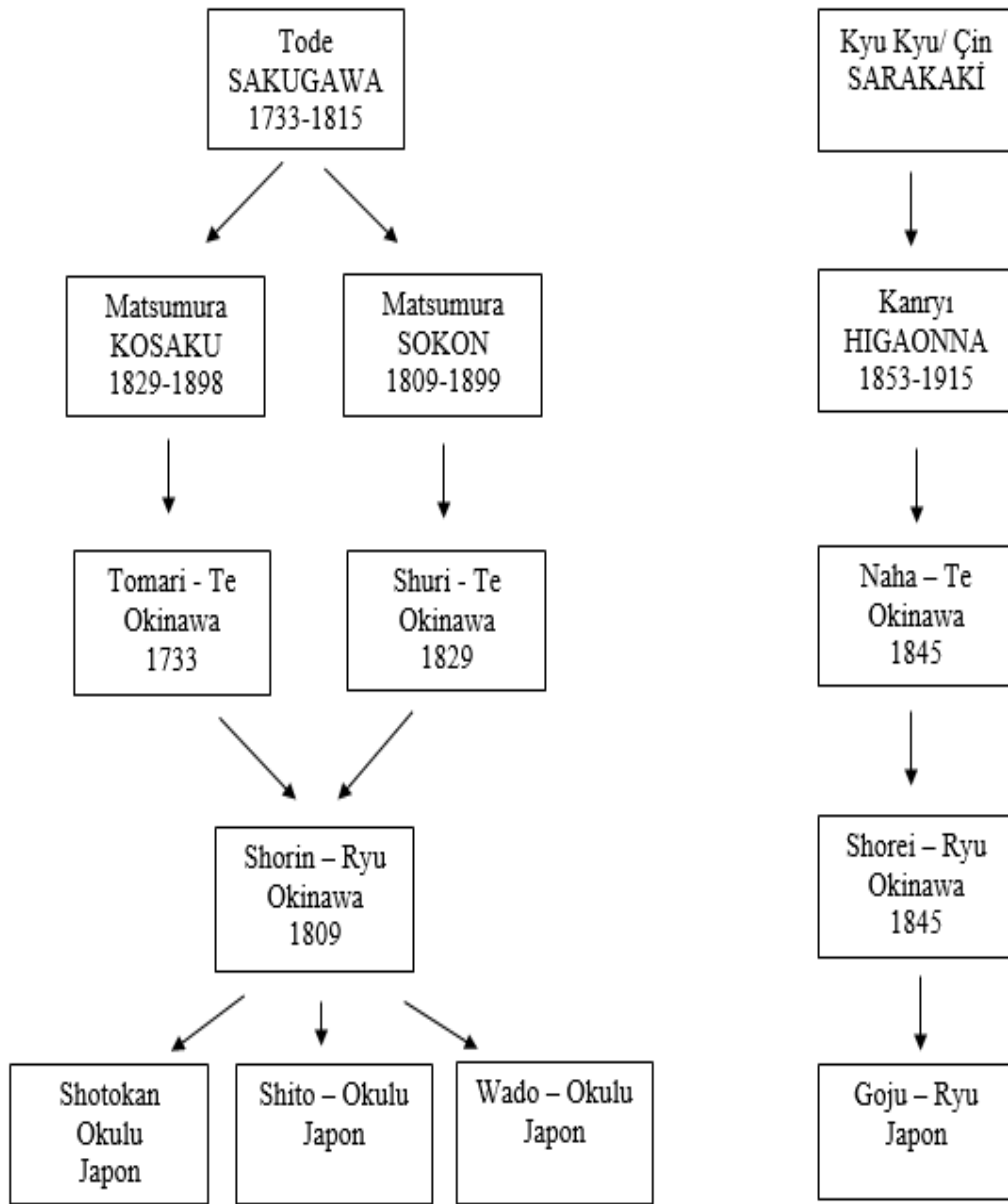 Tode
SAKUGAWA
1733-1815
Kyu Kyu/ Çin
SARAKAKİ
Matsumura
KOSAKU
1829-1898
Matsumura
SOKON
1809-1899
Kanryı
HIGAONNA
1853-1915
Tomari - Te
Okinawa
1733
Shuri - Te
Okinawa
1829
Naha – Te
Okinawa
1845
Shorin – Ryu
Okinawa
1809
Shorei – Ryu
Okinawa
1845
Shotokan
Okulu
Japon
Shito – Okulu
Japon
Wado – Okulu
Japon
Goju – Ryu
Japon